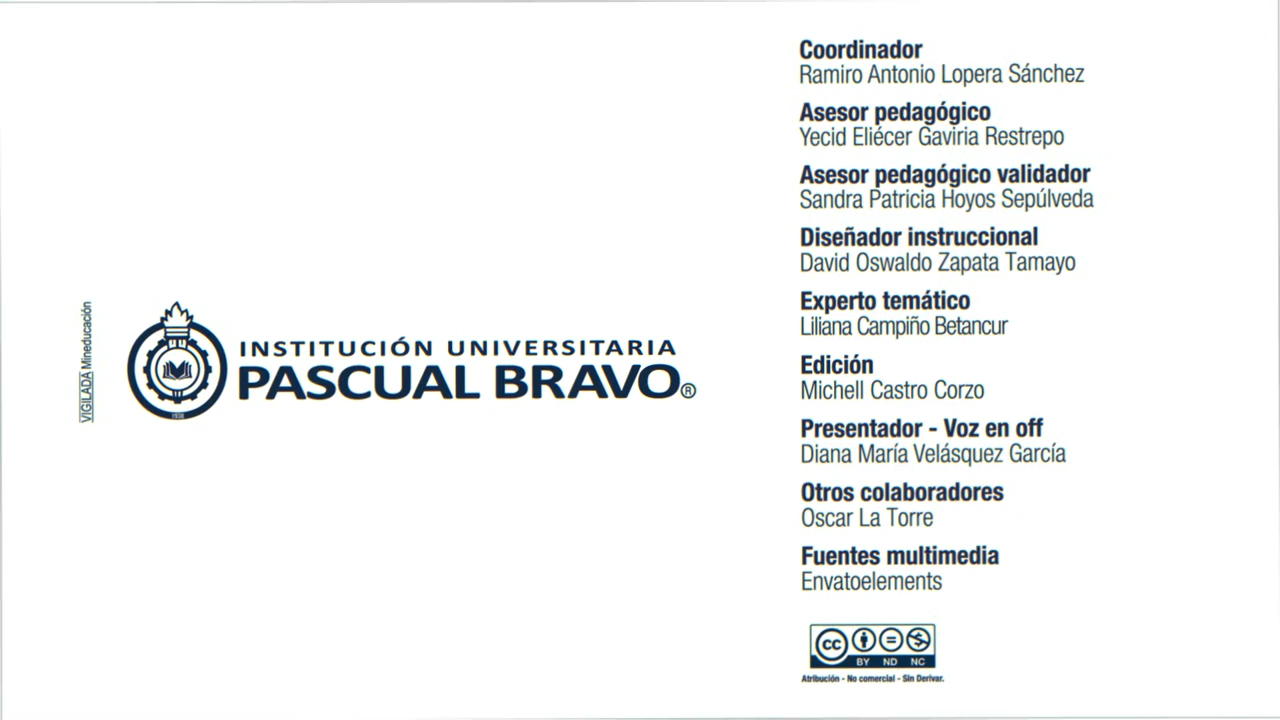 VIGILADA Mineducación
INSTITUCIÓN UNIVERSITARIA
PASCUAL BRAVO®
1938
Coordinador
Ramiro Antonio Lopera Sánchez
Asesor pedagógico
Yecid Eliécer Gaviria Restrepo
Asesor pedagógico validador
Sandra Patricia Hoyos Sepúlveda
Diseñador instruccional
David Oswaldo Zapata Tamayo
Experto temático
Liliana Campiño Betancur
Edición
Michell Castro Corzo
Presentador - Voz en off
Diana María Velásquez García
Otros colaboradores
Oscar La Torre
Fuentes multimedia
Envatoelements
cc
BY ND NC
Atribución - No comercial - Sin Derivar.